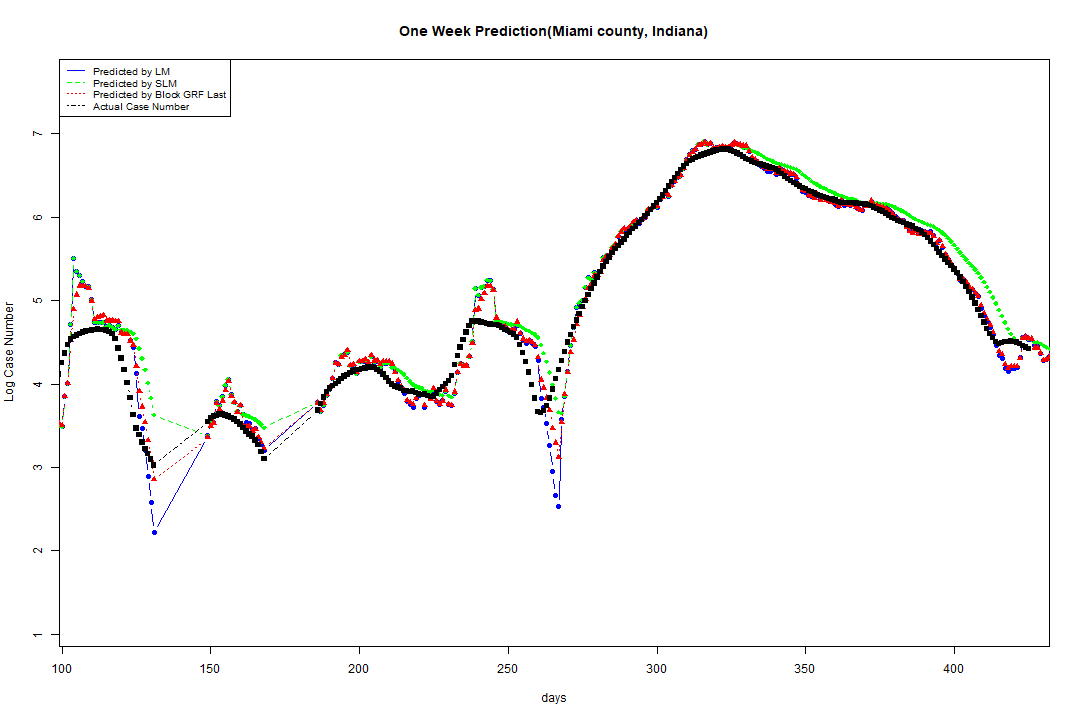 One Week Prediction(Miami county, Indiana)
Predicted by LM
Predicted by SLM
Predicted by Block GRF Last
Actual Case Number
7
6
5
4
3
2
1
Log Case Number
100 150 200 250 300 350 400
days